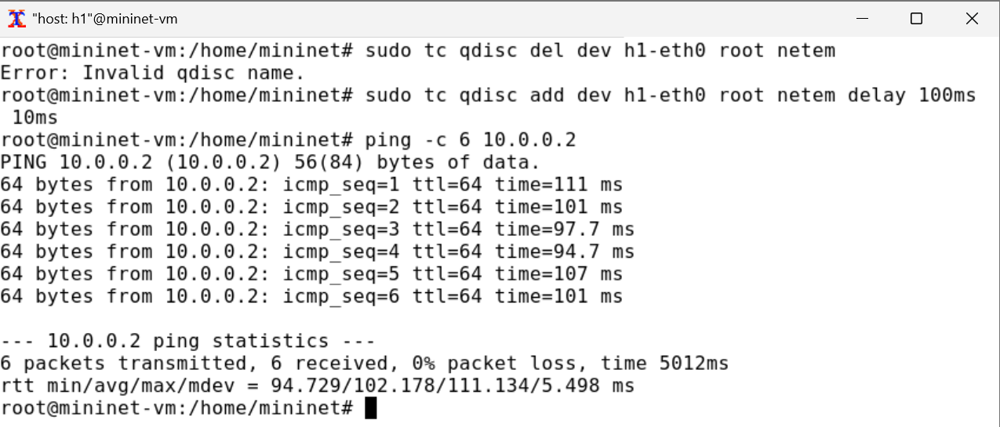 "host: h1"@mininet-vm
root@mininet-vm:/home/mininet# sudo tc qdisc del dev h1-eth0 root netem
Error: Invalid qdisc name.
root@mininet-vm:/home/mininet# sudo tc qdisc add dev h1-eth0 root netem delay 100ms
 10ms
root@mininet-vm:/home/mininet# ping -c 6 10.0.0.2
PING 10.0.0.2 (10.0.0.2) 56(84) bytes of data.
64 bytes from 10.0.0.2: icmp_seq=1 ttl=64 time=111 ms
64 bytes from 10.0.0.2: icmp_seq=2 ttl=64 time=101 ms
64 bytes from 10.0.0.2: icmp_seq=3 ttl=64 time=97.7 ms
64 bytes from 10.0.0.2: icmp_seq=4 ttl=64 time=94.7 ms
64 bytes from 10.0.0.2: icmp_seq=5 ttl=64 time=107 ms
64 bytes from 10.0.0.2: icmp_seq=6 ttl=64 time=101 ms

--- 10.0.0.2 ping statistics ---
6 packets transmitted, 6 received, 0% packet loss, time 5012ms
rtt min/avg/max/mdev = 94.729/102.178/111.134/5.498 ms
root@mininet-vm:/home/mininet#